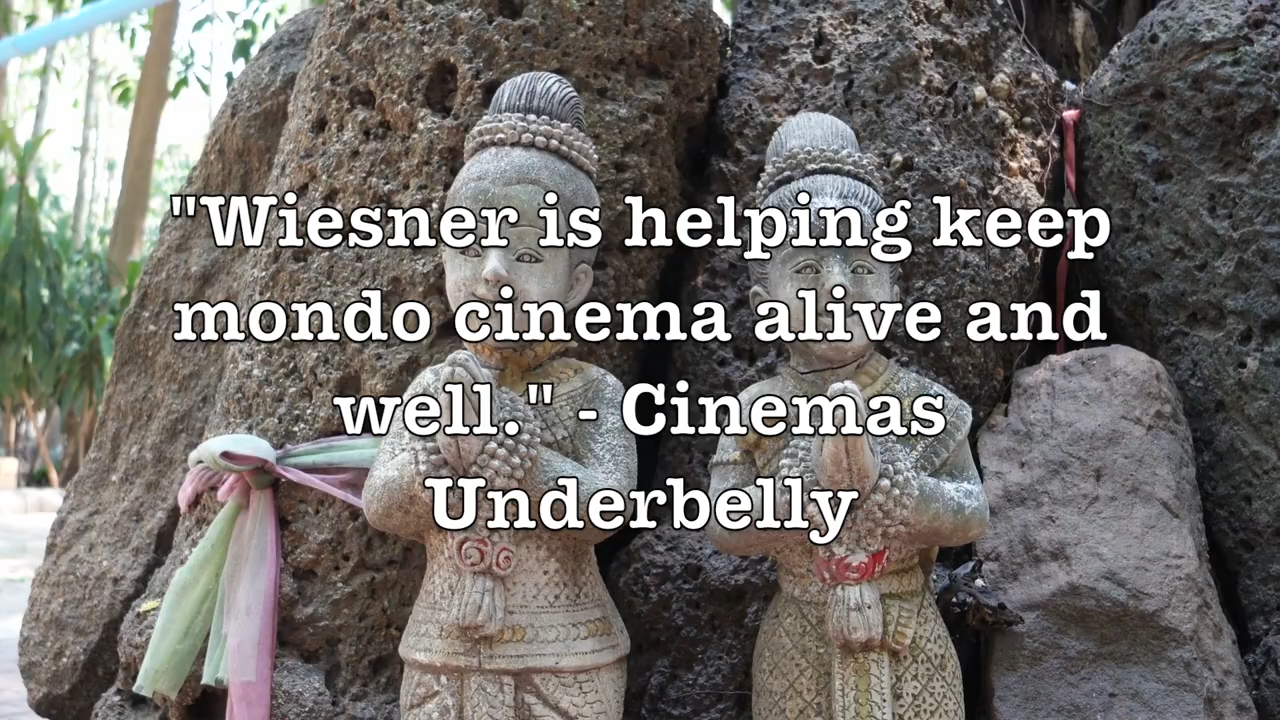 "Wiesner is helping keep
mondo cinema alive and
well." - Cinemas
Underbelly